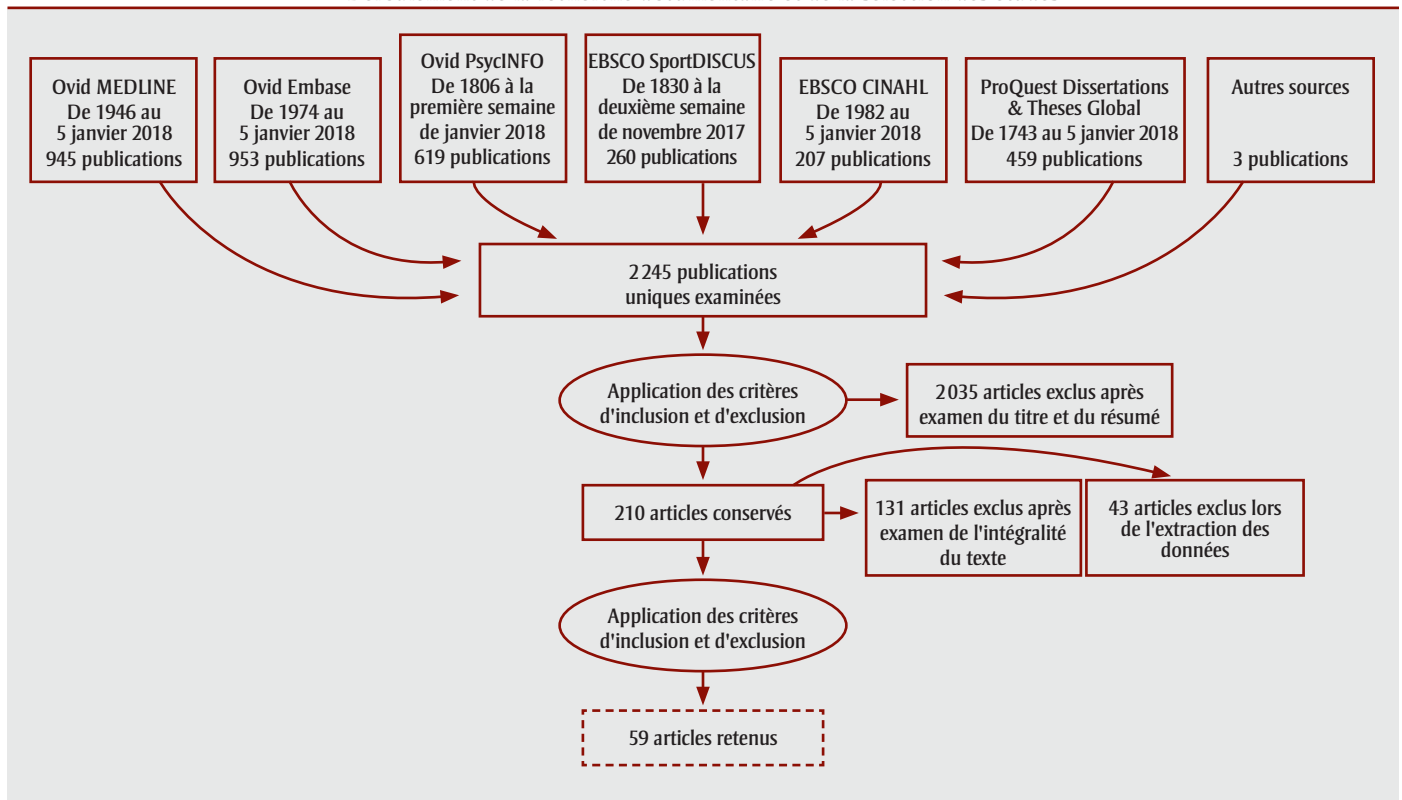 Ovid MEDLINE
De 1946 au
5 janvier 2018
945 publications
Ovid Embase
De 1974 au
5 janvier 2018
953 publications
Ovid PsycINFO
De 1806 à la
première semaine
de janvier 2018
619 publications
EBSCO SportDISCUS
De 1830 à la
deuxième semaine
de novembre 2017
260 publications
EBSCO CINAHL
De 1982 au
5 janvier 2018
207 publications
ProQuest Dissertations
& Theses Global
De 1743 au 5 janvier 2018
459 publications
Autres sources
3 publications
2 245 publications
uniques examinées
Application des critères
d'inclusion et d'exclusion
2 035 articles exclus après
examen du titre et du résumé
210 articles conservés
131 articles exclus après
examen de l'intégralité
du texte
43 articles exclus lors
de l'extraction des
données
Application des critères
d'inclusion et d'exclusion
59 articles retenus